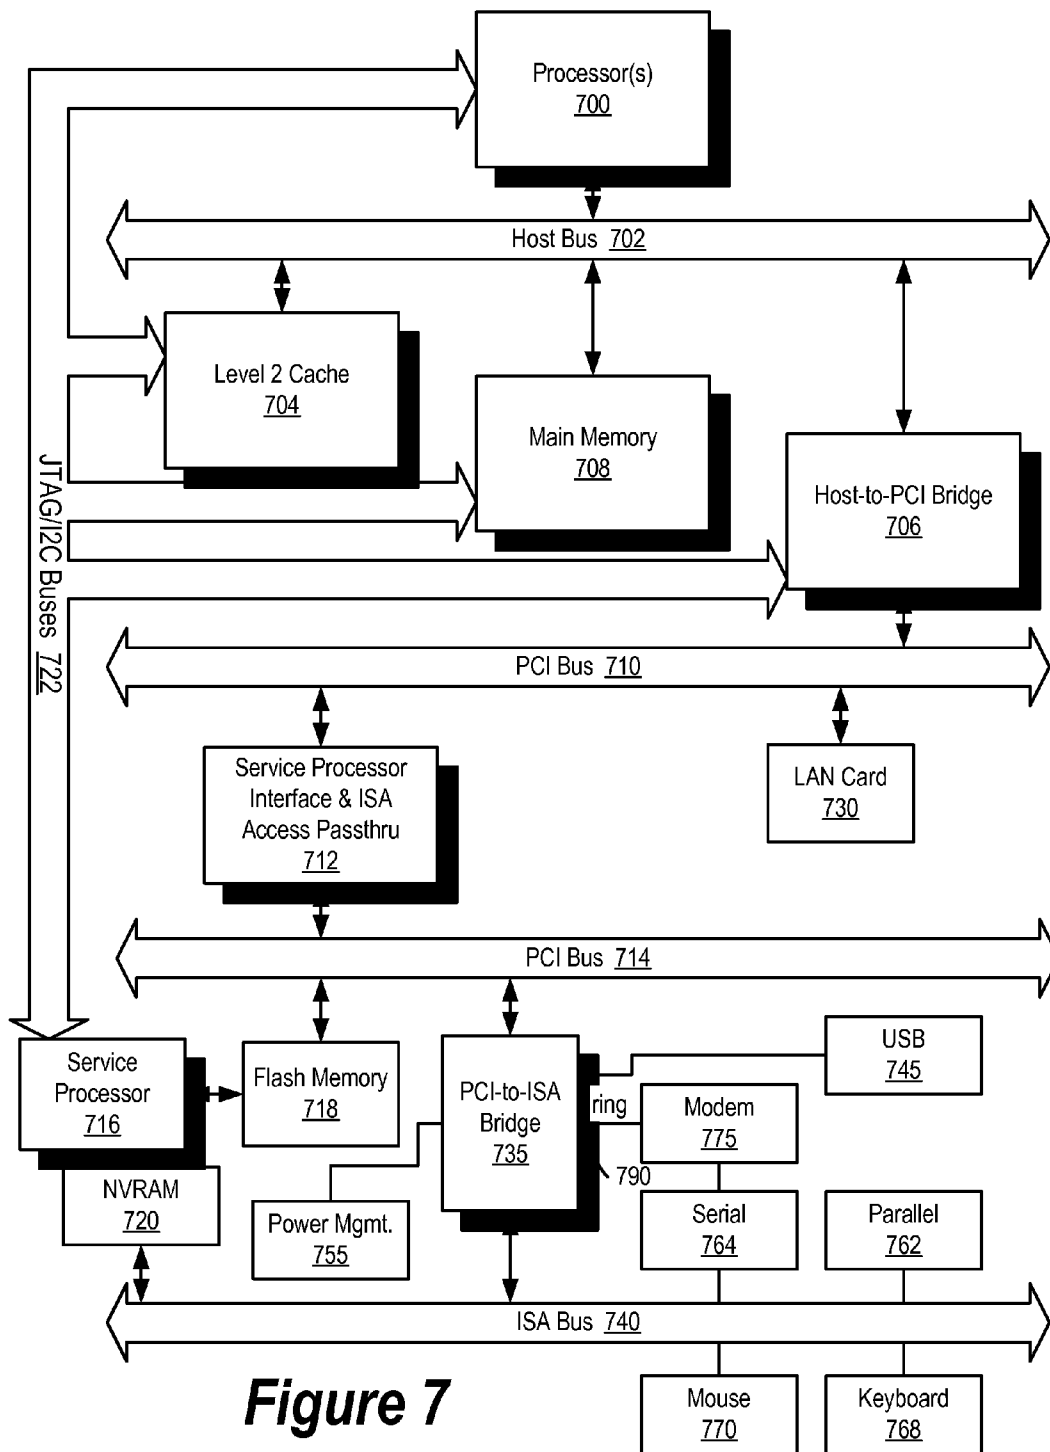 Processor(s)
700
Host Bus 702
Level 2 Cache
704
Main Memory
708
Host-to-PCI Bridge
706
JTAG/I2C Buses 722
PCI Bus 710
Service Processor
Interface & ISA
Access Passthru
712
LAN Card
730
PCI Bus 714
Service
Processor
716
Flash Memory
718
PCI-to-ISA
Bridge
735
USB
745
ring
Modem
775
790
NVRAM
720
Power Mgmt.
755
Serial
764
Parallel
762
ISA Bus 740
Mouse
770
Keyboard
768
Figure 7